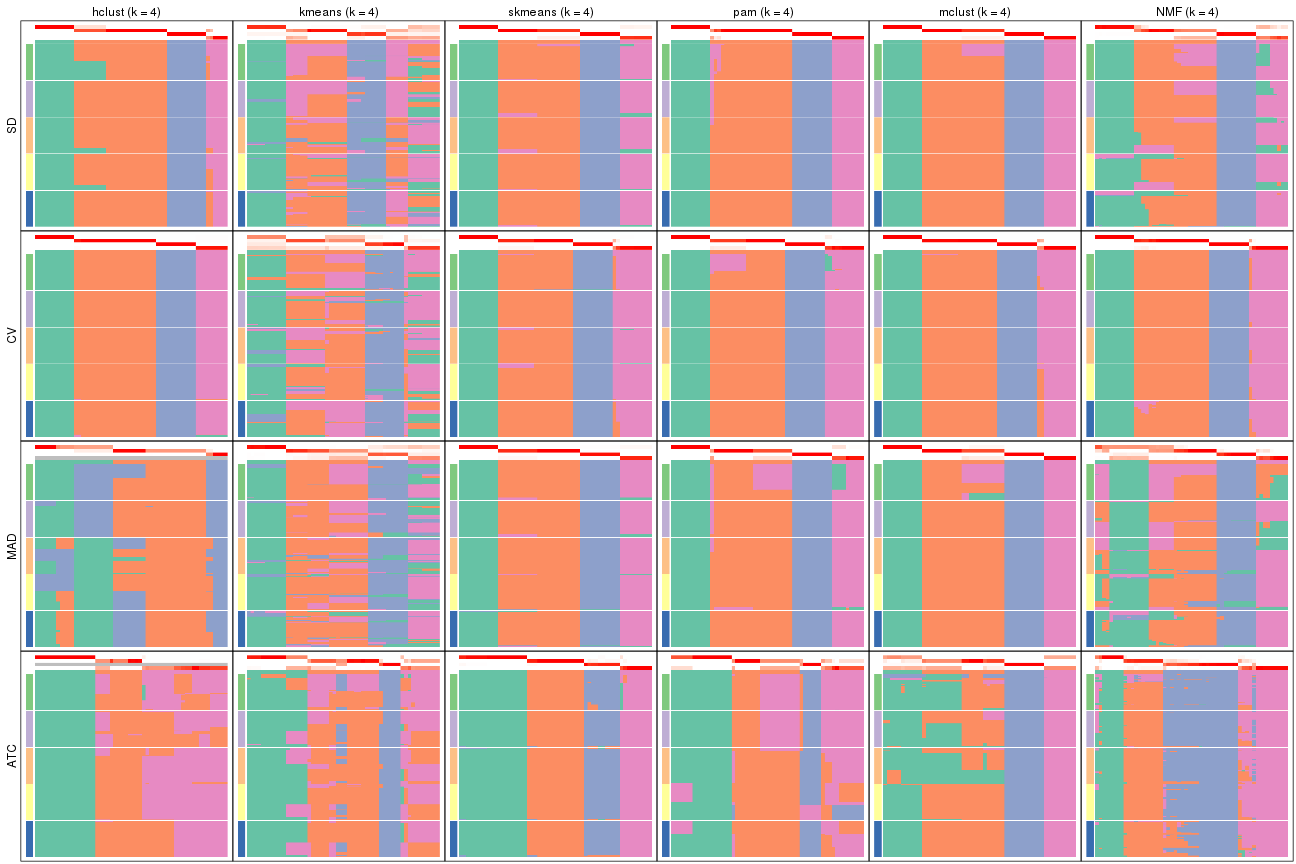 hclust (k = 4) kmeans (k = 4) skmeans (k = 4) pam (k = 4) mclust (k = 4) NMF (k = 4)
SD
CV
MAD
ATC